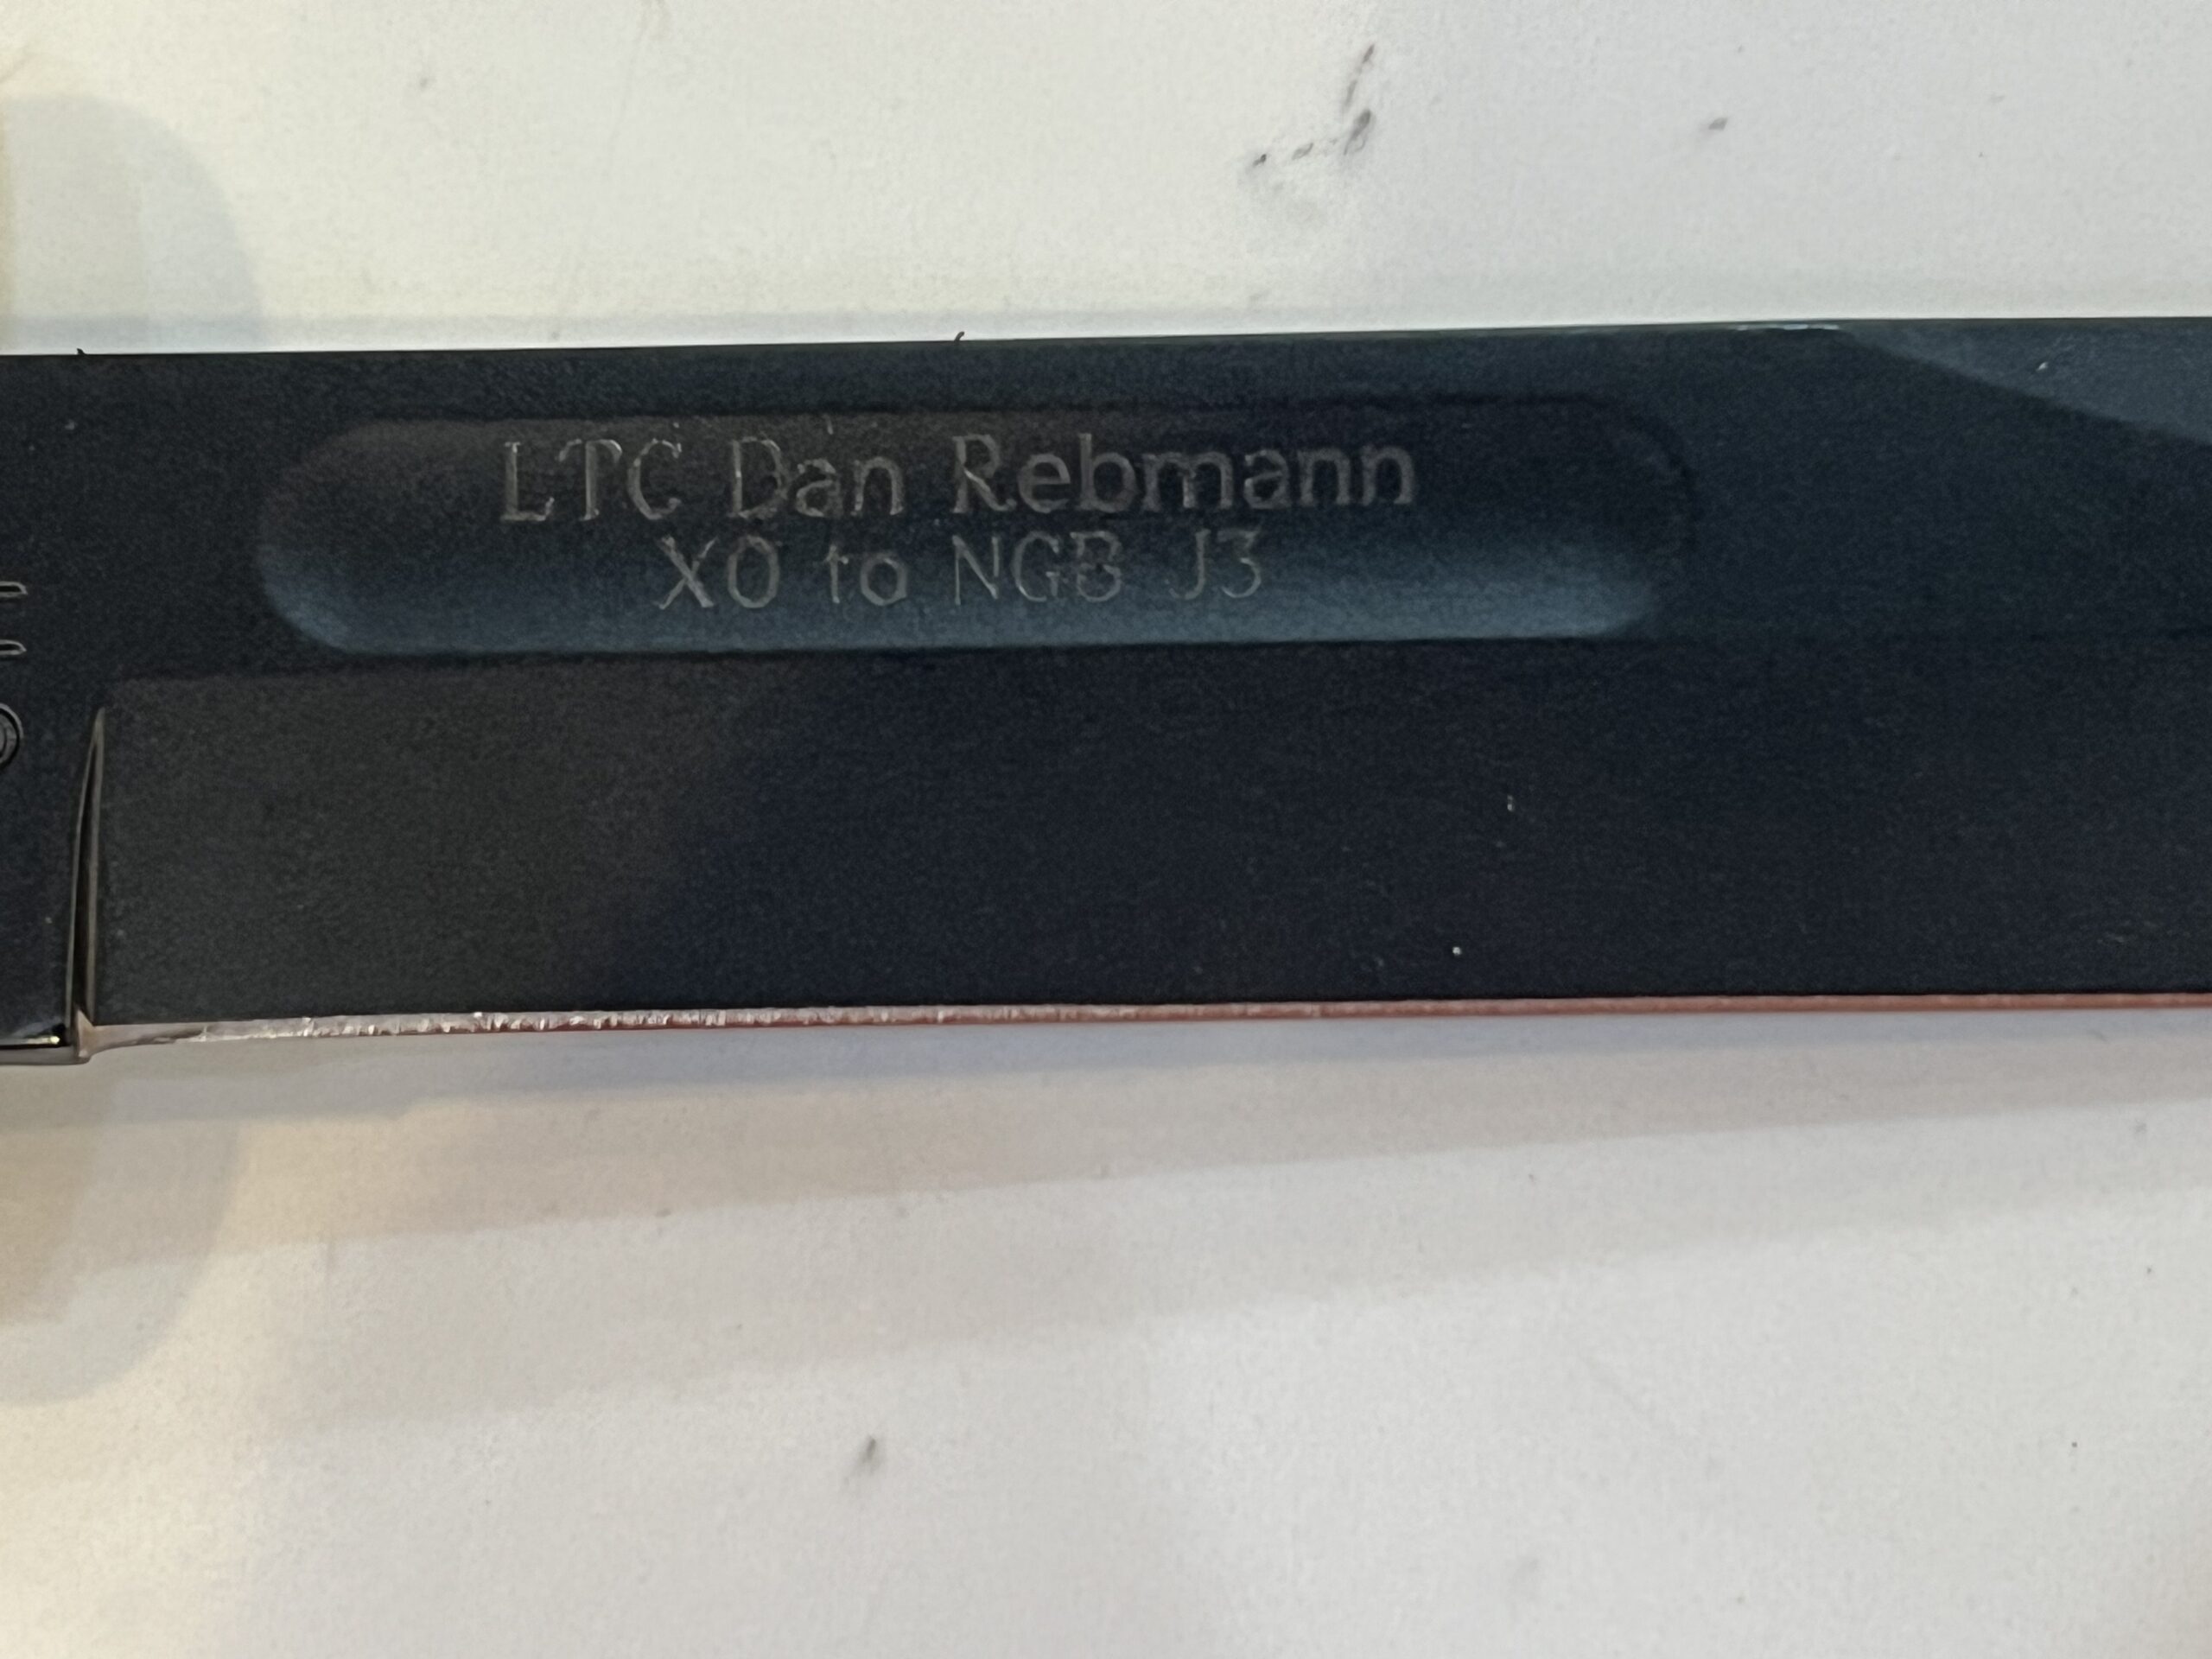 LTC Dan Rebmann
XO to NGB J3